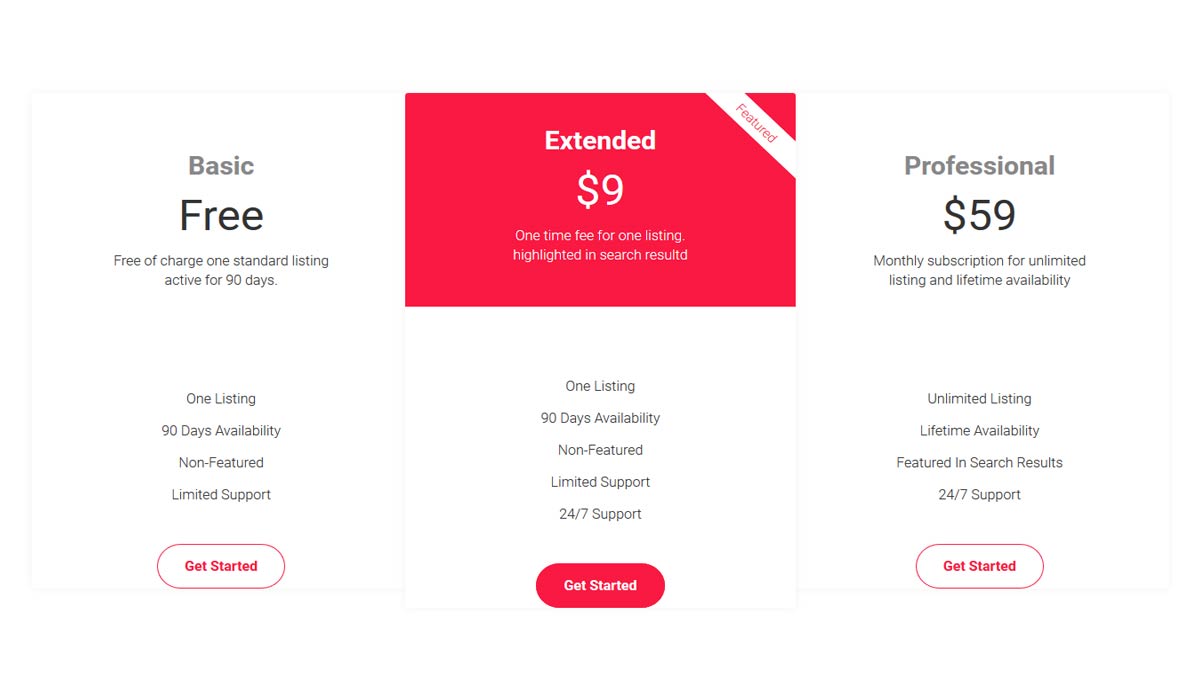 Basic
Free
Free of charge one standard listing
active for 90 days.
One Listing
90 Days Availability
Non-Featured
Limited Support
Get Started
Featured
Extended
$9
One time fee for one listing.
highlighted in search resultd
One Listing
90 Days Availability
Non-Featured
Limited Support
24/7 Support
Get Started
Professional
$59
Monthly subscription for unlimited
listing and lifetime availability
Unlimited Listing
Lifetime Availability
Featured In Search Results
24/7 Support
Get Started